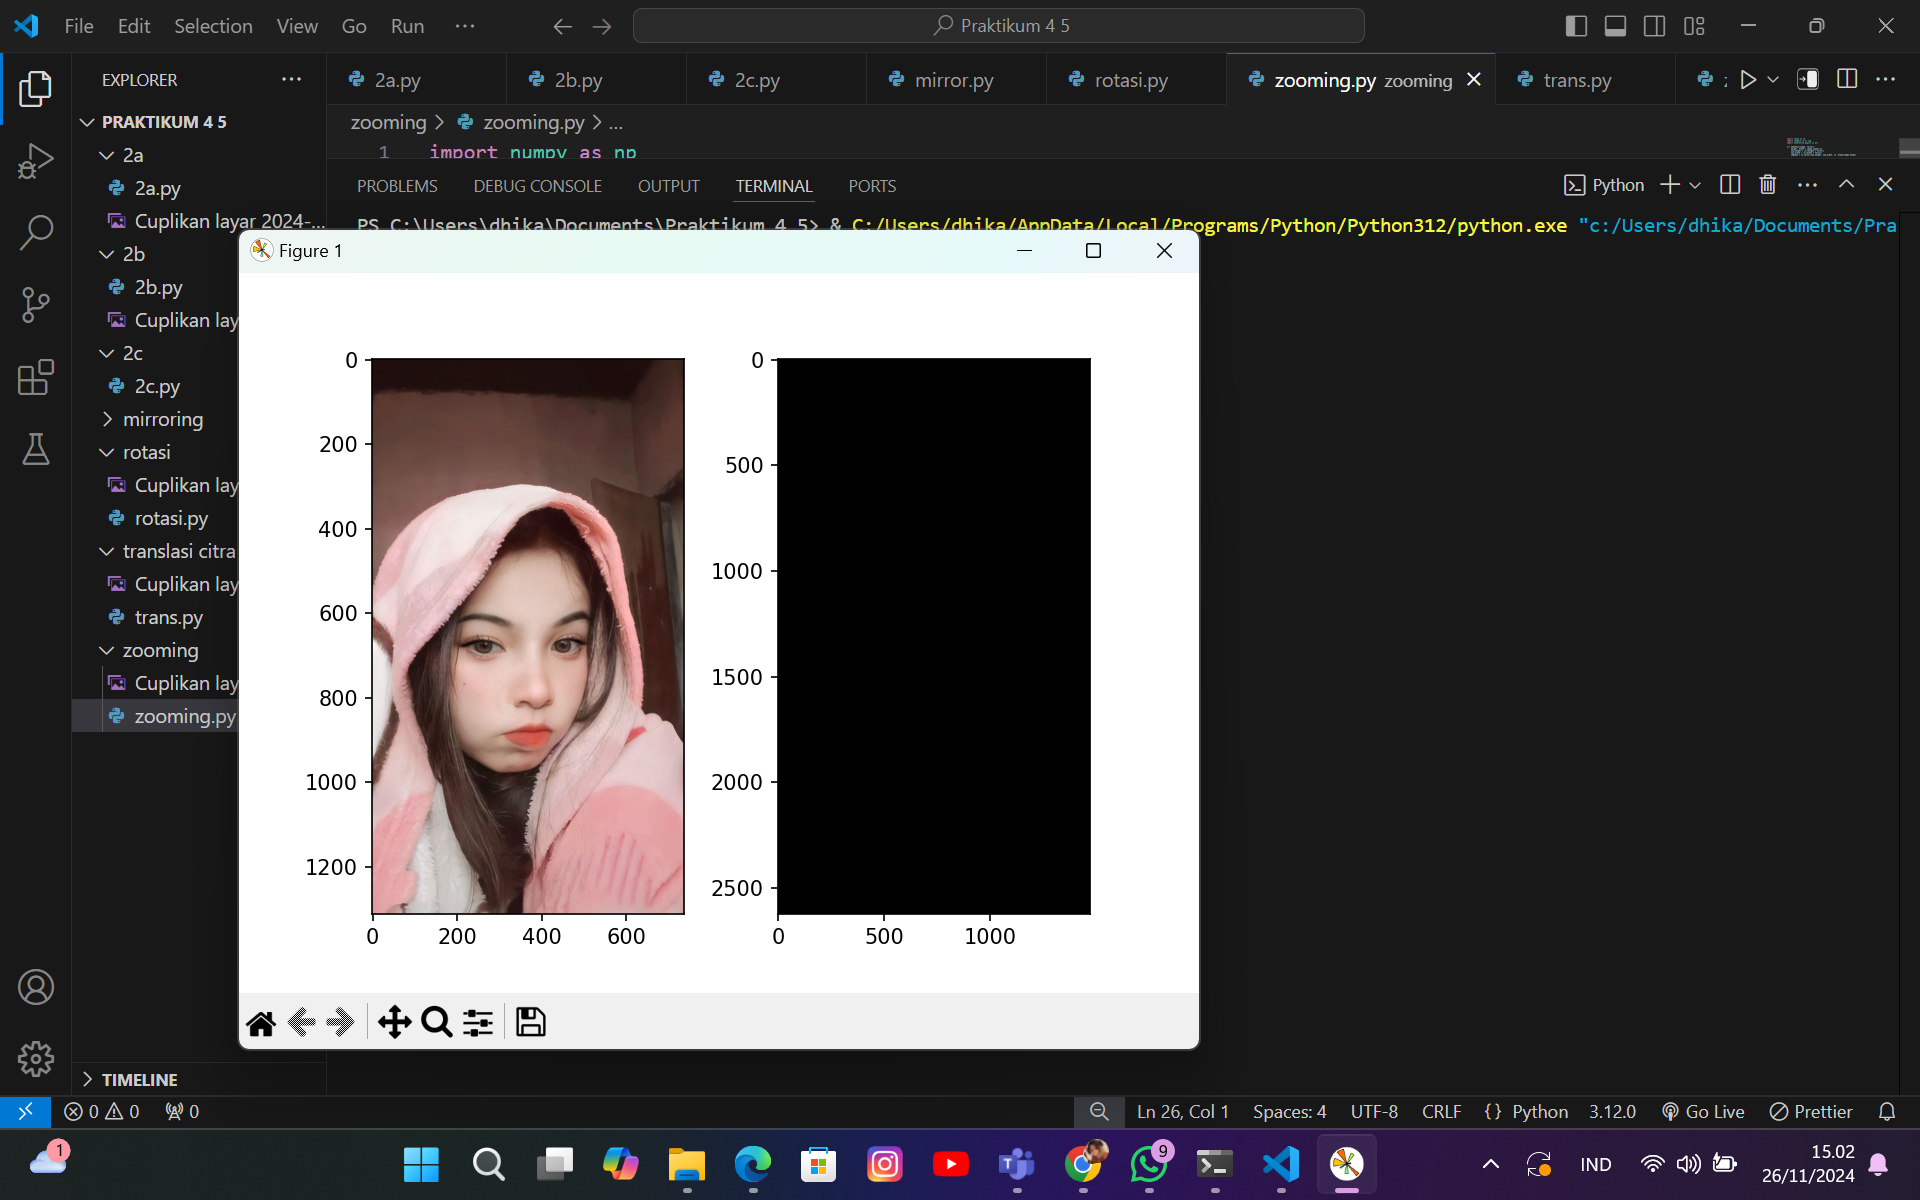 File Edit Selection View Go Run ... Praktikum 4 5
EXPLORER ...
2a.py 2b.py 2c.py mirror.py rotasi.py zooming.py zooming trans.py
PRAKTIKUM 4 5
zooming > zooming.py > ...
1 import numpy as np
2a
2a.py
Cuplikan layar 2024-...
2b
2b.py
Cuplikan lay
2c
2c.py
mirroring
rotasi
Cuplikan lay
rotasi.py
translasi citra
Cuplikan lay
trans.py
zooming
Cuplikan lay
zooming.py
TIMELINE
PROBLEMS DEBUG CONSOLE OUTPUT TERMINAL PORTS Python
PS C:\Users\dhika\Documents\Praktikum 4 5> & C:/Users/dhika/AppData/Local/Programs/Python/Python312/python.exe "c:/Users/dhika/Documents/Pra
Figure 1
0
200
400
600
800
1000
1200
0 200 400 600
0
500
1000
1500
2000
2500
0 500 1000
0 0 0 Ln 26, Col 1 Spaces: 4 UTF-8 CRLF {} Python 3.12.0 Go Live Prettier
1 9 IND 15.02
26/11/2024